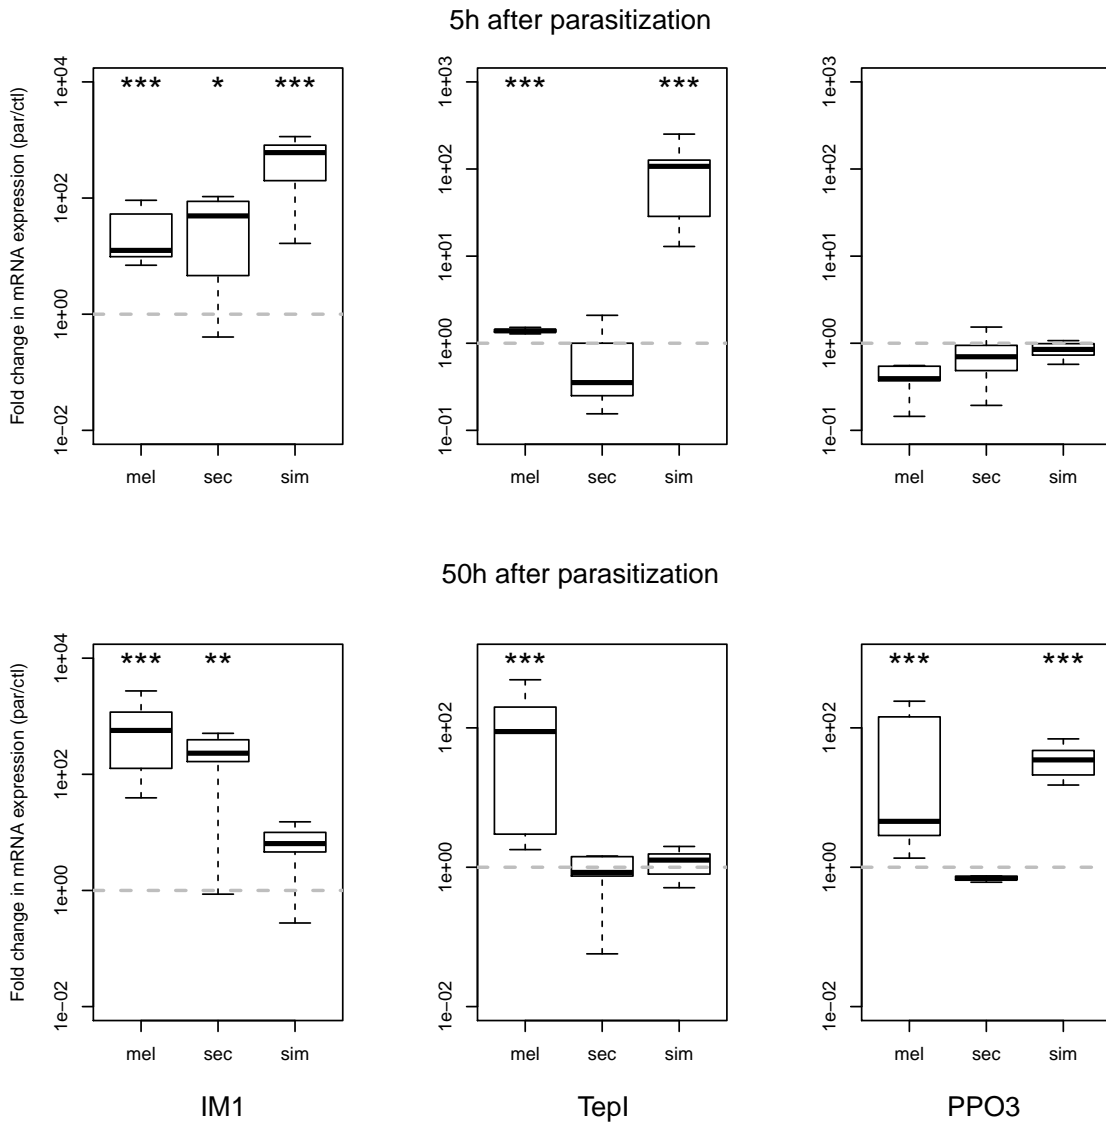 5h after parasitization
Fold change in mRNA expression (par/ctl)
1e+04
1e+02
1e+00
1e−02
*** * ***
mel sec sim
1e+03
1e+02
1e+01
1e+00
1e−01
*** ***
mel sec sim
1e+03
1e+02
1e+01
1e+00
1e−01
mel sec sim
50h after parasitization
Fold change in mRNA expression (par/ctl)
1e+04
1e+02
1e+00
1e−02
*** **
mel sec sim
1e+02
1e+00
1e−02
***
mel sec sim
1e+02
1e+00
1e−02
*** ***
mel sec sim
IM1 TepI PPO3